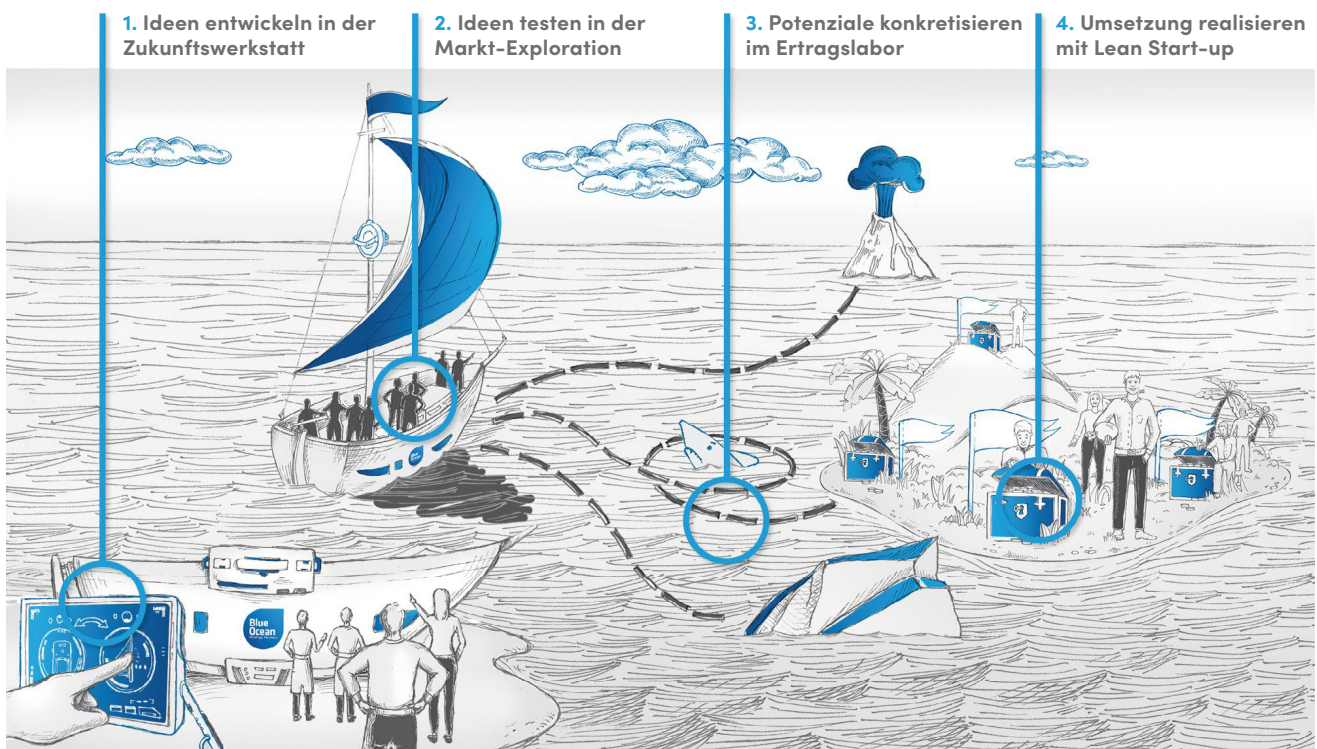 1. Ideen entwickeln in der
Zukunftswerkstatt
2. Ideen testen in der
Markt-Exploration
3. Potenziale konkretisieren
im Ertragslabor
4. Umsetzung realisieren
mit Lean Start-up
Blue
Ocean